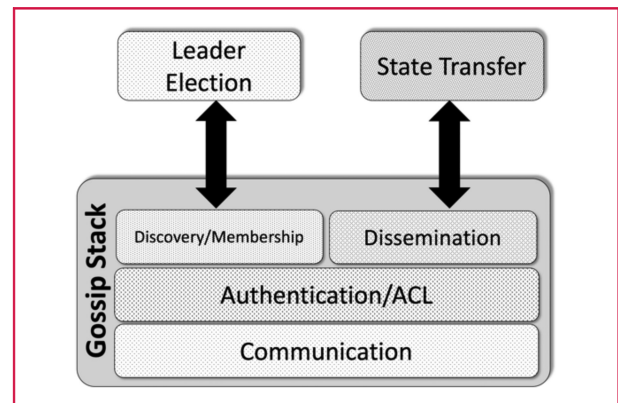 Leader
Election
State Transfer
Gossip Stack
Discovery/Membership
Dissemination
Authentication/ACL
Communication